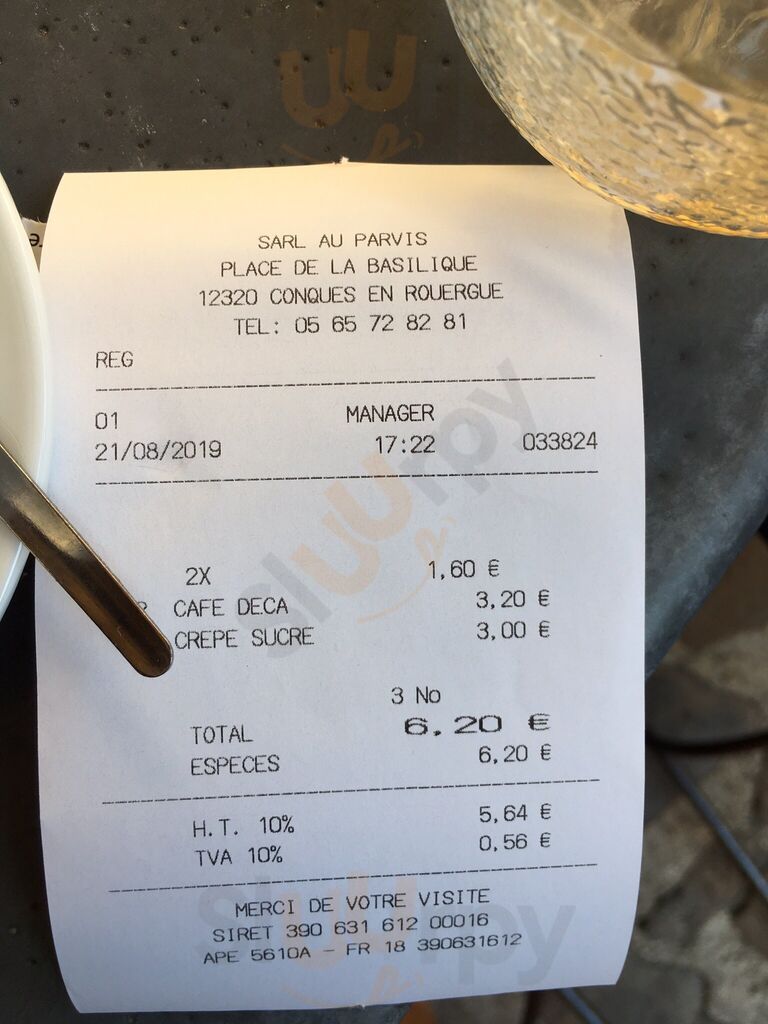 SARL AU PARVIS
PLACE DE LA BASILIQUE
12320 CONQUES EN ROUERGUE
TEL: 05 65 72 82 81
REG
01 MANAGER
21/08/2019 17:22 033824
2X 1,60 €
CAFE DECA 3,20 €
CREPE SUCRE 3,00 €
3 No
TOTAL 6,20 €
ESPECES 6,20 €
H.T. 10% 5,64 €
TVA 10% 0,56 €
MERCI DE VOTRE VISITE
SIRET 390 631 612 00016
APE 5610A - FR 18 390631612
sluurpy